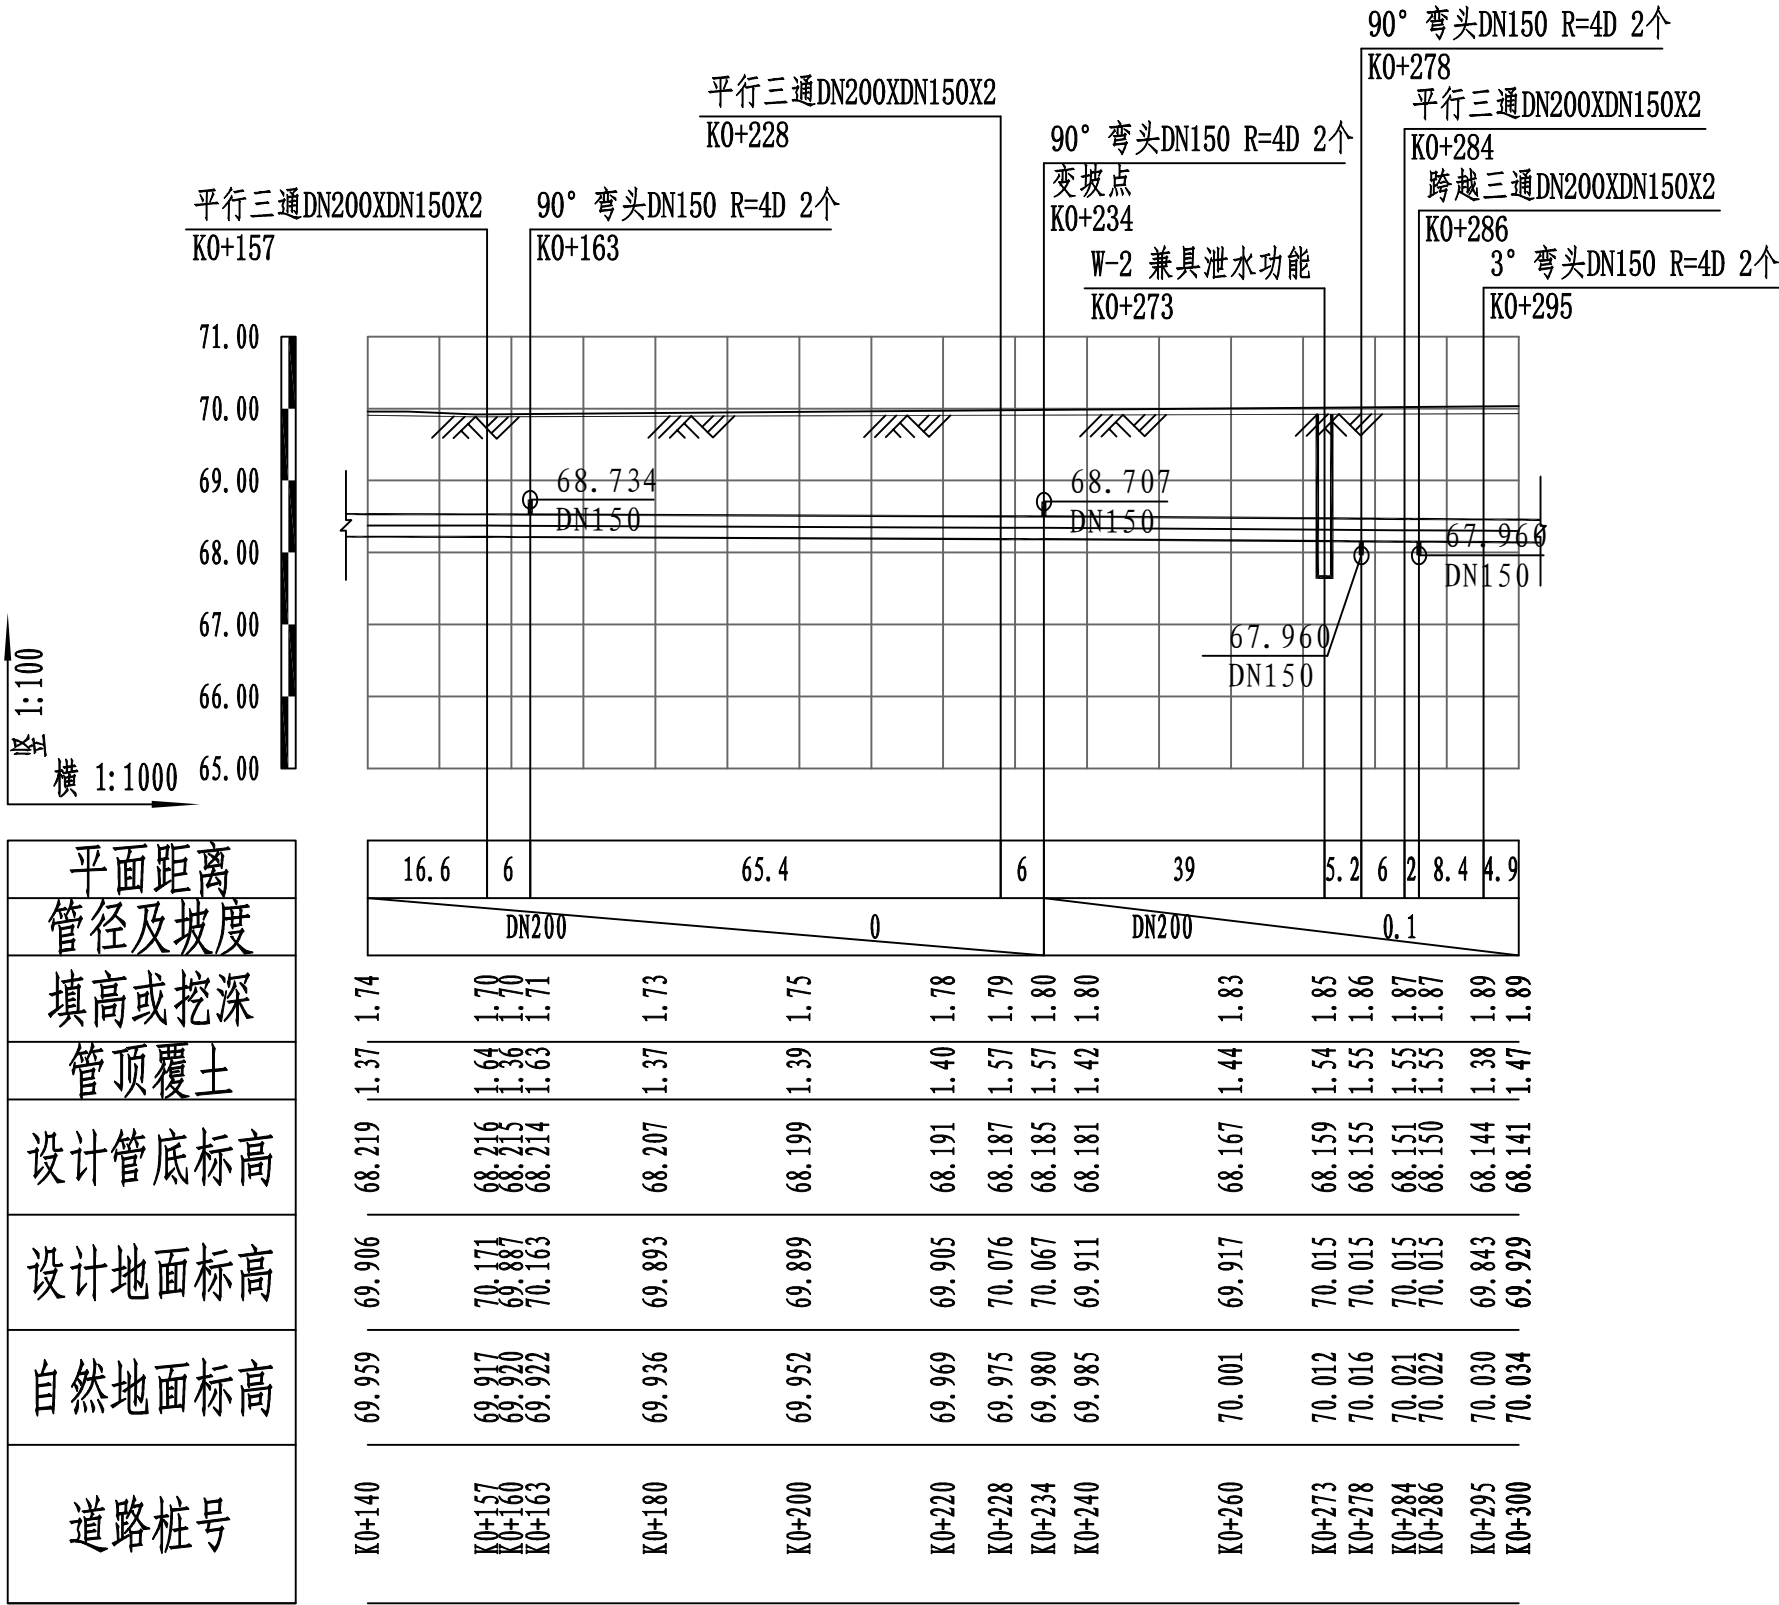 90° 弯头DN150 R=4D 2个
K0+278
平行三通DN200XDN150X2
K0+228
平行三通DN200XDN150X2
K0+284
90° 弯头DN150 R=4D 2个
变坡点
K0+234
跨越三通DN200XDN150X2
K0+286
平行三通DN200XDN150X2
K0+157
90° 弯头DN150 R=4D 2个
K0+163
W-2 兼具泄水功能
K0+273
3° 弯头DN150 R=4D 2个
K0+295
71.00
70.00
69.00
68.00
67.00
66.00
65.00
68.734
DN150
68.707
DN150
67.960
DN150
67.960
DN150
竖 1:100
横 1:1000
平面距离
16.6 6 65.4 6 39 5.2 6 2 8.4 4.9
管径及坡度
DN200 0 DN200 0.1
填高或挖深
1.74 1.70 1.70 1.71 1.73 1.75 1.78 1.79 1.80 1.80 1.83 1.85 1.86 1.87 1.87 1.89 1.89
管顶覆土
1.37 1.64 1.36 1.63 1.37 1.39 1.40 1.57 1.57 1.42 1.44 1.54 1.55 1.55 1.55 1.38 1.47
设计管底标高
68.219 68.216 68.215 68.214 68.207 68.199 68.191 68.187 68.185 68.181 68.167 68.159 68.155 68.151 68.150 68.144 68.141
设计地面标高
69.906 70.171 69.887 70.163 69.893 69.899 69.905 70.076 70.067 69.911 69.917 70.015 70.015 70.015 70.015 69.843 69.929
自然地面标高
69.959 69.917 69.920 69.922 69.936 69.952 69.969 69.975 69.980 69.985 70.001 70.012 70.016 70.021 70.022 70.030 70.034
道路桩号
K0+140 K0+157 K0+160 K0+163 K0+180 K0+200 K0+220 K0+228 K0+234 K0+240 K0+260 K0+273 K0+278 K0+284 K0+286 K0+295 K0+300